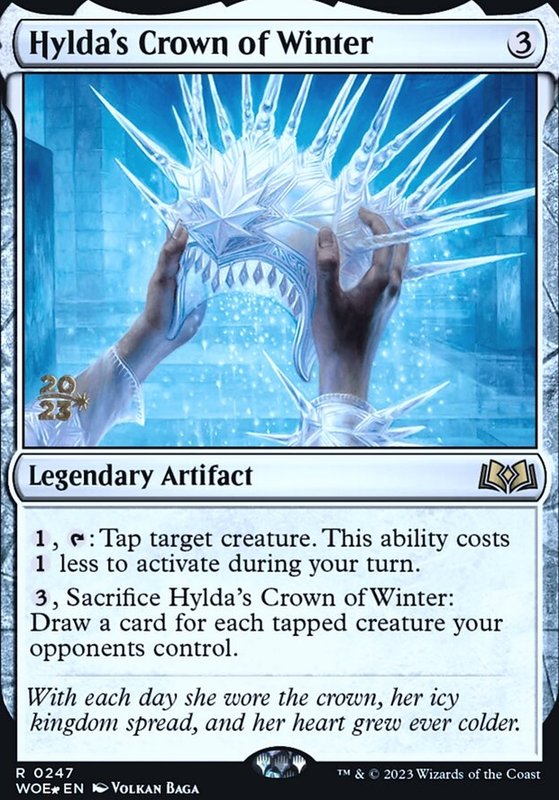 Hylda's Crown of Winter 3
20
23
Legendary Artifact
1, : Tap target creature. This ability costs
1 less to activate during your turn.
3, Sacrifice Hylda's Crown of Winter:
Draw a card for each tapped creature your
opponents control.
With each day she wore the crown, her icy
kingdom spread, and her heart grew ever colder.
R 0247
WOE★EN Volkan Baga
™ & © 2023 Wizards of the Coast